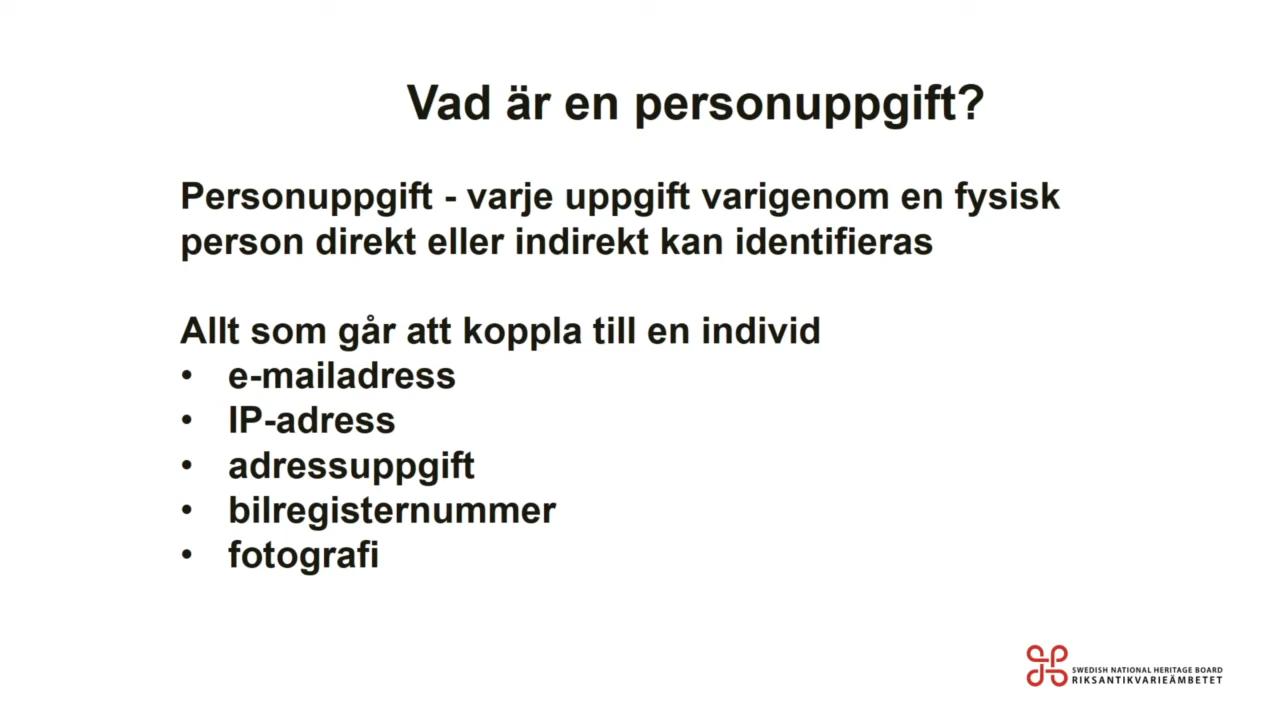 Vad är en personuppgift?
Personuppgift - varje uppgift varigenom en fysisk
person direkt eller indirekt kan identifieras
Allt som går att koppla till en individ
• e-mailadress
• IP-adress
• adressuppgift
• bilregisternummer
• fotografi
SWEDISH NATIONAL HERITAGE BOARD
RIKSANTIKVARIEÄMBETET